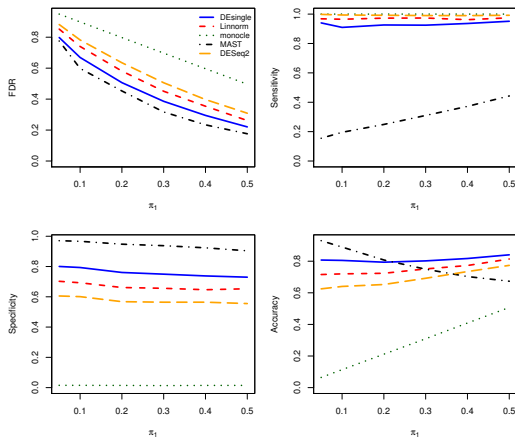 DEsingle
Linnorm
monocle
MAST
DESeq2
FDR
0.0 0.2 0.4 0.6 0.8
0.1 0.2 0.3 0.4 0.5
π1
Sensitivity
0.0 0.2 0.4 0.6 0.8 1.0
0.1 0.2 0.3 0.4 0.5
π1
Specificity
0.0 0.2 0.4 0.6 0.8 1.0
0.1 0.2 0.3 0.4 0.5
π1
Accuracy
0.0 0.2 0.4 0.6 0.8
0.1 0.2 0.3 0.4 0.5
π1